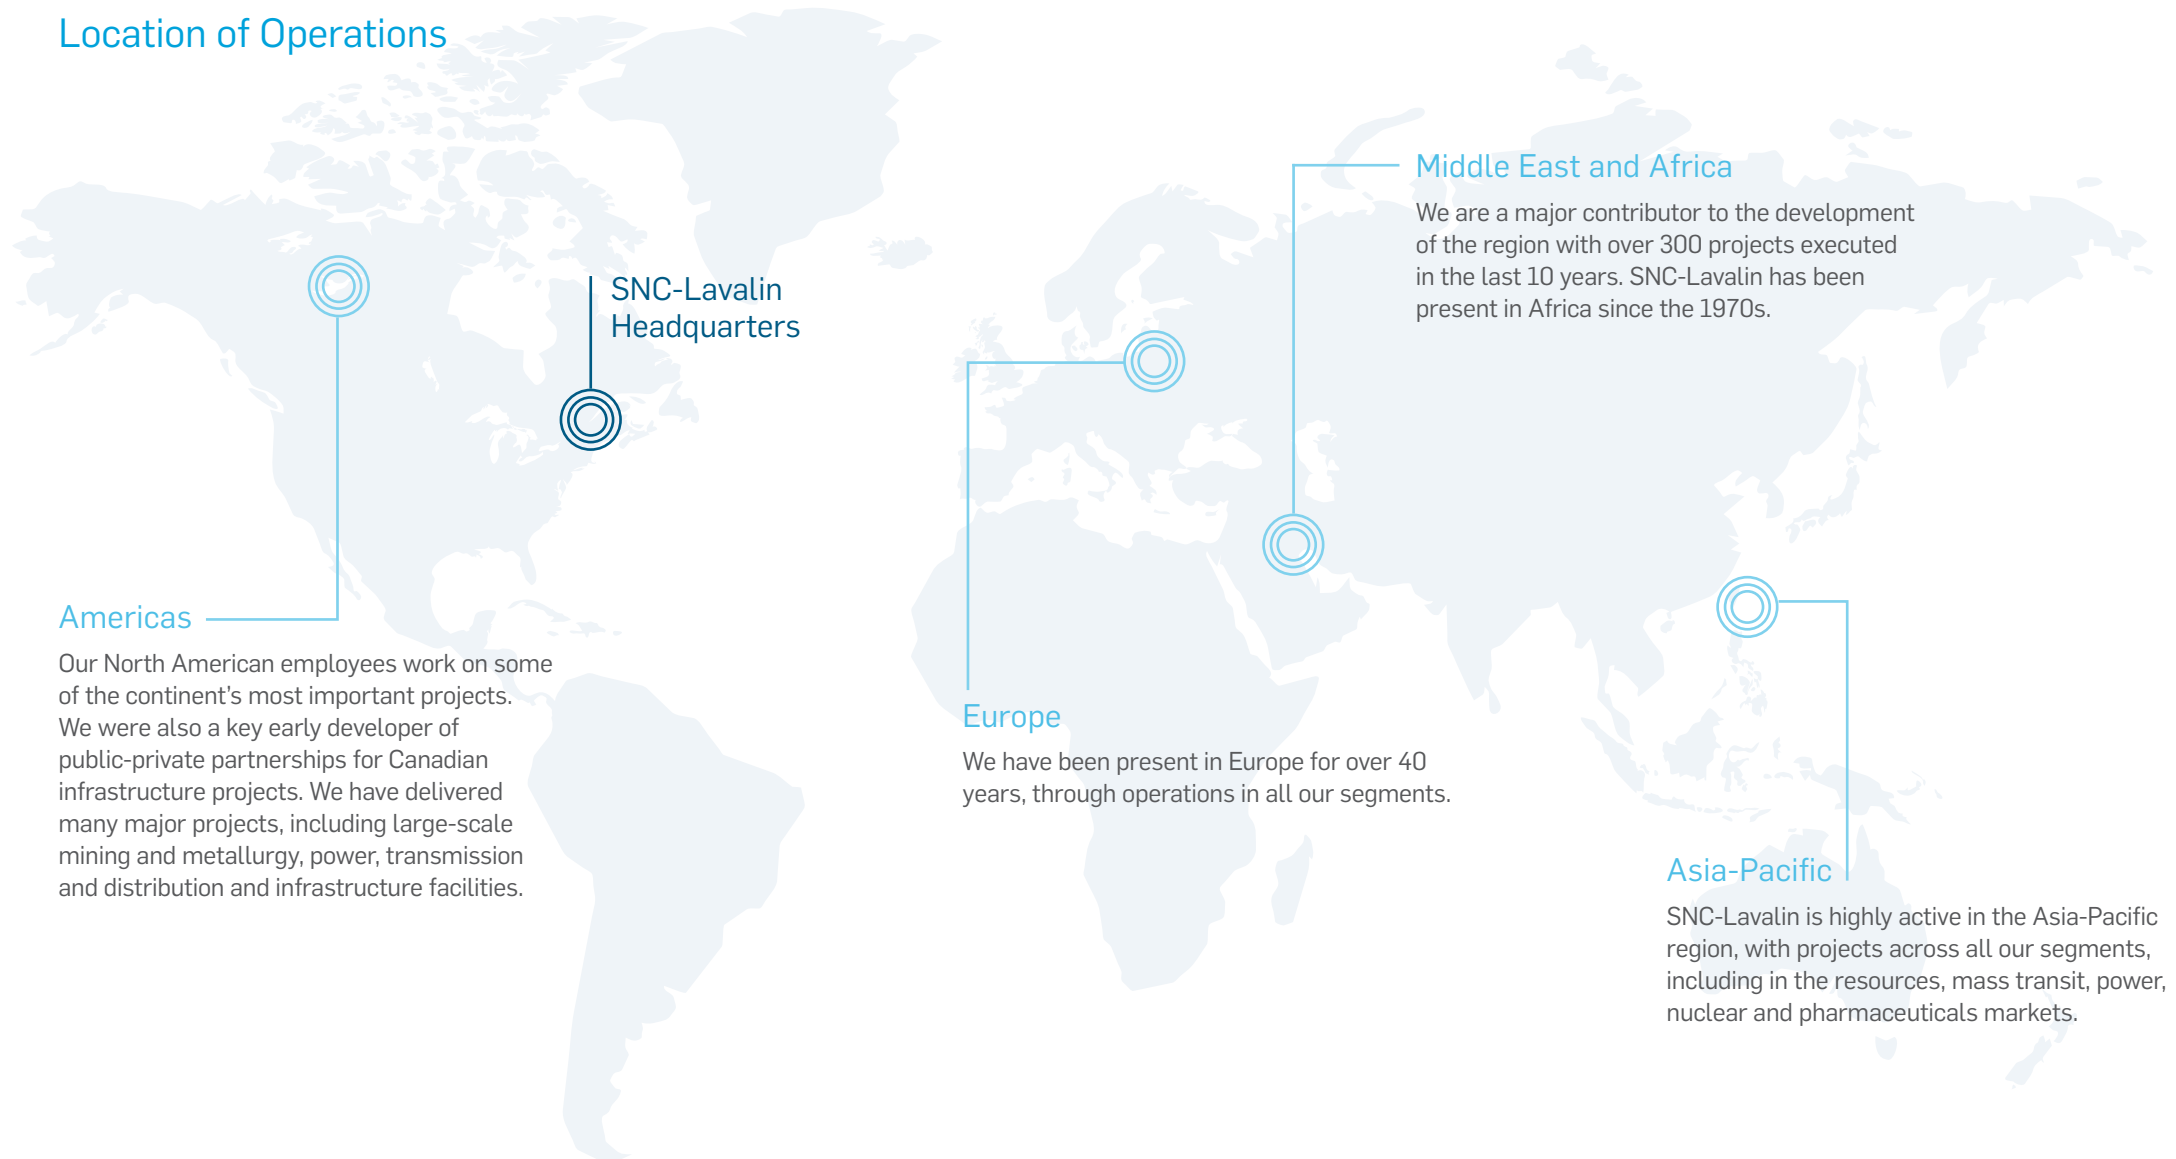 Location of Operations
SNC-Lavalin
Headquarters
Americas
Our North American employees work on some
of the continent’s most important projects.
We were also a key early developer of
public-private partnerships for Canadian
infrastructure projects. We have delivered
many major projects, including large-scale
mining and metallurgy, power, transmission
and distribution and infrastructure facilities.
Middle East and Africa
We are a major contributor to the development
of the region with over 300 projects executed
in the last 10 years. SNC-Lavalin has been
present in Africa since the 1970s.
Europe
We have been present in Europe for over 40
years, through operations in all our segments.
Asia-Pacific
SNC-Lavalin is highly active in the Asia-Pacific
region, with projects across all our segments,
including in the resources, mass transit, power,
nuclear and pharmaceuticals markets.